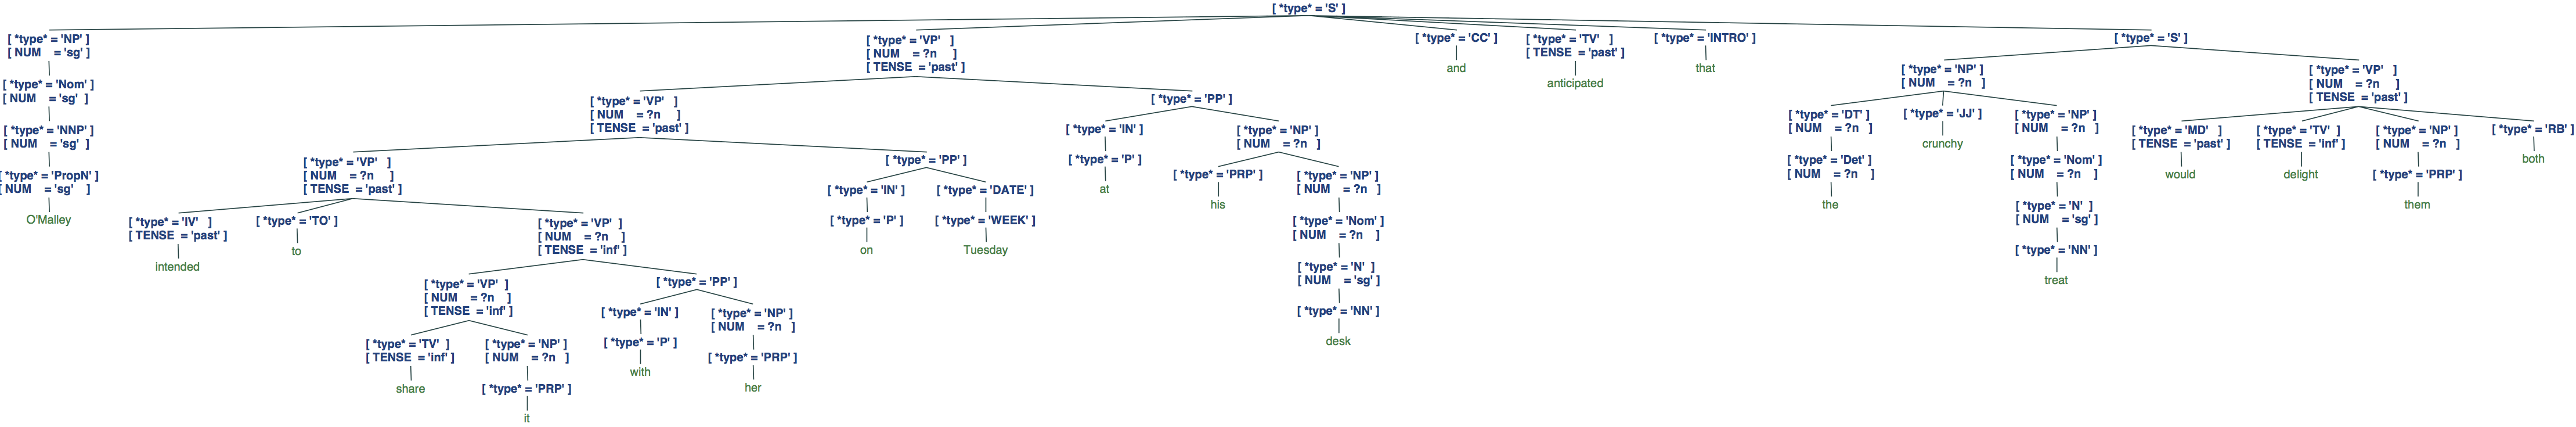 [ *type* = 'S' ]
[ *type* = 'NP' ]
[ NUM = 'sg' ]
[ *type* = 'Nom' ]
[ NUM = 'sg' ]
[ *type* = 'NNP' ]
[ NUM = 'sg' ]
[ *type* = 'PropN' ]
[ NUM = 'sg' ]
O'Malley
[ *type* = 'VP' ]
[ NUM = ?n ]
[ TENSE = 'past' ]
[ *type* = 'VP' ]
[ NUM = ?n ]
[ TENSE = 'past' ]
[ *type* = 'VP' ]
[ NUM = ?n ]
[ TENSE = 'past' ]
[ *type* = 'IV' ]
[ TENSE = 'past' ]
intended
[ *type* = 'TO' ]
to
[ *type* = 'VP' ]
[ NUM = ?n ]
[ TENSE = 'inf' ]
[ *type* = 'VP' ]
[ NUM = ?n ]
[ TENSE = 'inf' ]
[ *type* = 'TV' ]
[ TENSE = 'inf' ]
share
[ *type* = 'NP' ]
[ NUM = ?n ]
[ *type* = 'PRP' ]
it
[ *type* = 'PP' ]
[ *type* = 'IN' ]
[ *type* = 'P' ]
with
[ *type* = 'NP' ]
[ NUM = ?n ]
[ *type* = 'PRP' ]
her
[ *type* = 'PP' ]
[ *type* = 'IN' ]
[ *type* = 'P' ]
on
[ *type* = 'DATE' ]
[ *type* = 'WEEK' ]
Tuesday
[ *type* = 'PP' ]
[ *type* = 'IN' ]
[ *type* = 'P' ]
at
[ *type* = 'NP' ]
[ NUM = ?n ]
[ *type* = 'PRP' ]
his
[ *type* = 'NP' ]
[ NUM = ?n ]
[ *type* = 'Nom' ]
[ NUM = ?n ]
[ *type* = 'N' ]
[ NUM = 'sg' ]
[ *type* = 'NN' ]
desk
[ *type* = 'CC' ]
and
[ *type* = 'TV' ]
[ TENSE = 'past' ]
anticipated
[ *type* = 'INTRO' ]
that
[ *type* = 'S' ]
[ *type* = 'NP' ]
[ NUM = ?n ]
[ *type* = 'DT' ]
[ NUM = ?n ]
[ *type* = 'Det' ]
[ NUM = ?n ]
the
[ *type* = 'JJ' ]
crunchy
[ *type* = 'NP' ]
[ NUM = ?n ]
[ *type* = 'Nom' ]
[ NUM = ?n ]
[ *type* = 'N' ]
[ NUM = 'sg' ]
[ *type* = 'NN' ]
treat
[ *type* = 'VP' ]
[ NUM = ?n ]
[ TENSE = 'past' ]
[ *type* = 'MD' ]
[ TENSE = 'past' ]
would
[ *type* = 'TV' ]
[ TENSE = 'inf' ]
delight
[ *type* = 'NP' ]
[ NUM = ?n ]
[ *type* = 'PRP' ]
them
[ *type* = 'RB' ]
both